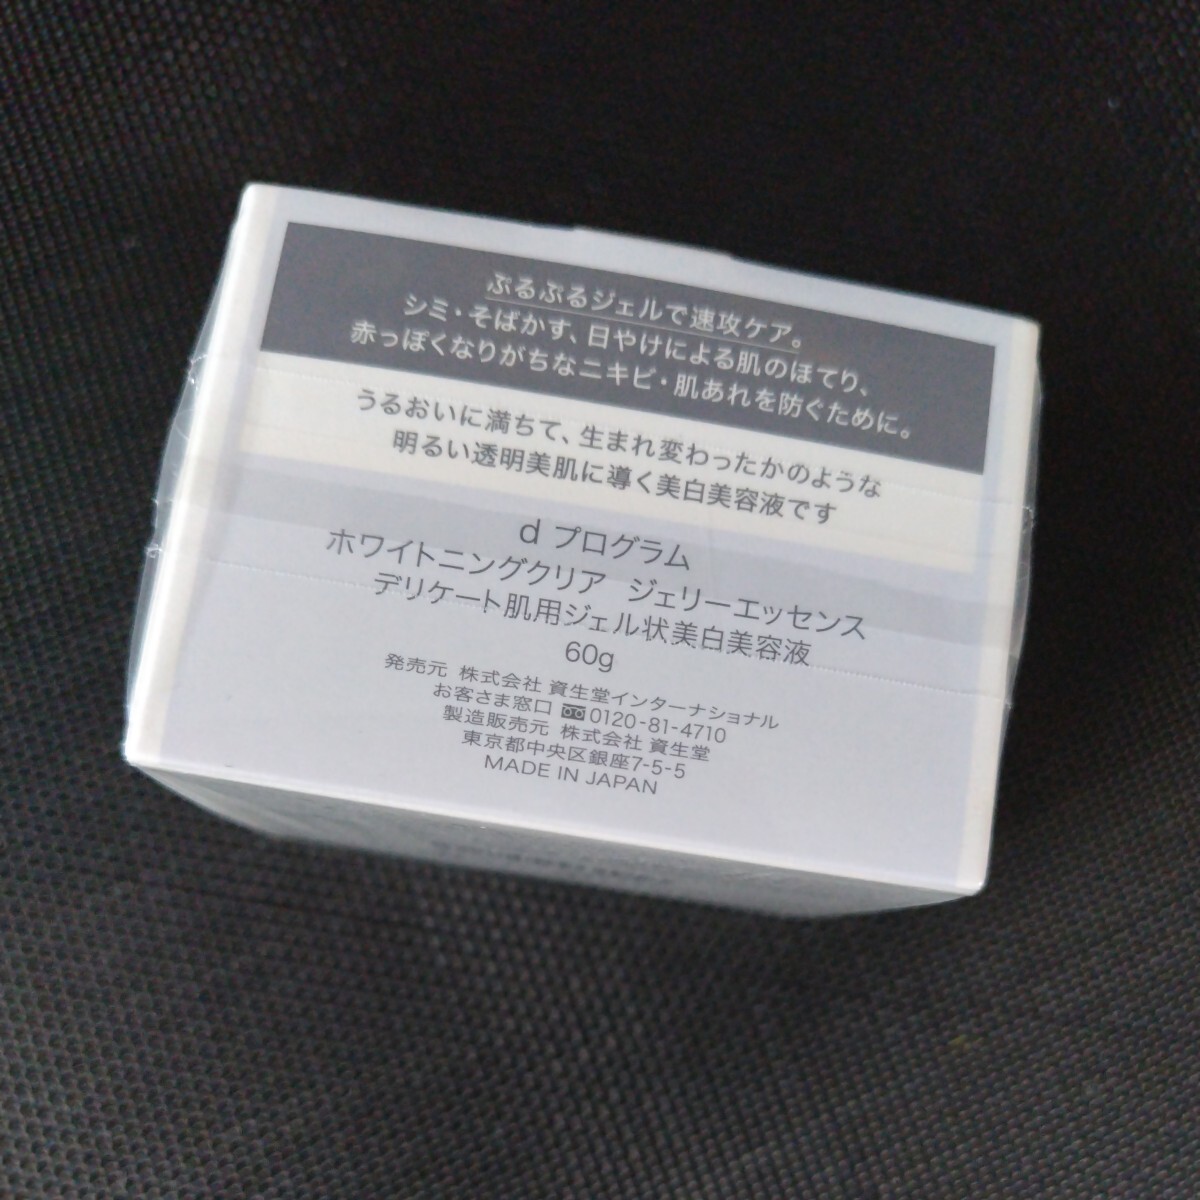 ぷるぷるジェルで速攻ケア。
シミ・そばかす、日やけによる肌のほてり、
赤っぽくなりがちなニキビ・肌あれを防ぐために。
うるおいに満ちて、生まれ変わったかのような
明るい透明美肌に導く美白美容液です
d プログラム
ホワイトニングクリア ジェリーエッセンス
デリケート肌用ジェル状美白美容液
60g
発売元 株式会社 資生堂インターナショナル
お客さま窓口 0120-81-4710
製造販売元 株式会社 資生堂
東京都中央区銀座7-5-5
MADE IN JAPAN